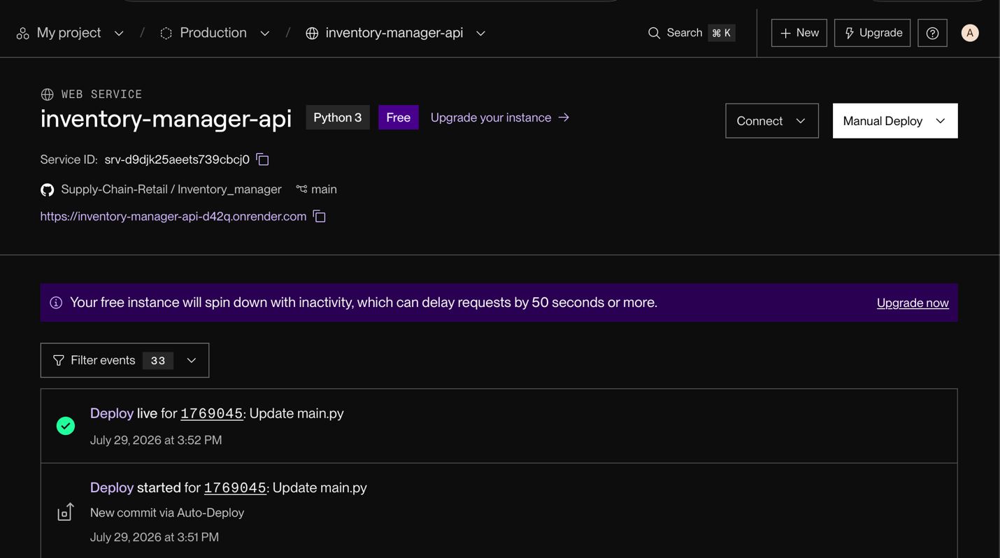 My project / Production / inventory-manager-api Search ⌘ K + New Upgrade A
WEB SERVICE
inventory-manager-api Python 3 Free Upgrade your instance → Connect Manual Deploy
Service ID: srv-d9djk25aeets739cbcj0
Supply-Chain-Retail / Inventory_manager main
https://inventory-manager-api-d42q.onrender.com
Your free instance will spin down with inactivity, which can delay requests by 50 seconds or more. Upgrade now
Filter events 33
Deploy live for 1769045: Update main.py
July 29, 2026 at 3:52 PM
Deploy started for 1769045: Update main.py
New commit via Auto-Deploy
July 29, 2026 at 3:51 PM